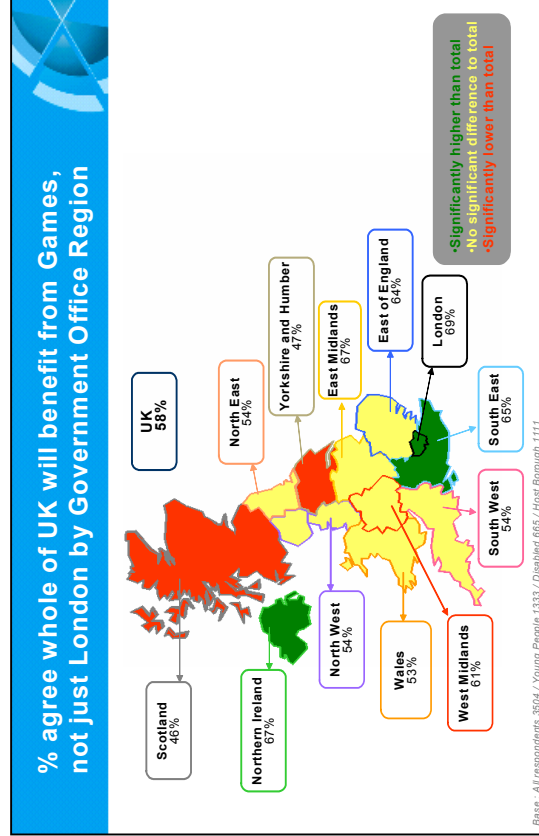 % agree whole of UK will benefit from Games,
not just London by Government Office Region
UK
58%
Scotland
46%
North East
54%
Yorkshire and Humber
47%
Northern Ireland
67%
East Midlands
67%
North West
54%
East of England
64%
Wales
53%
London
69%
West Midlands
61%
South West
54%
South East
65%
•Significantly higher than total
•No significant difference to total
•Significantly lower than total
Base : All respondents 3504 / Young People 1333 / Disabled 665 / Host Borough 1111